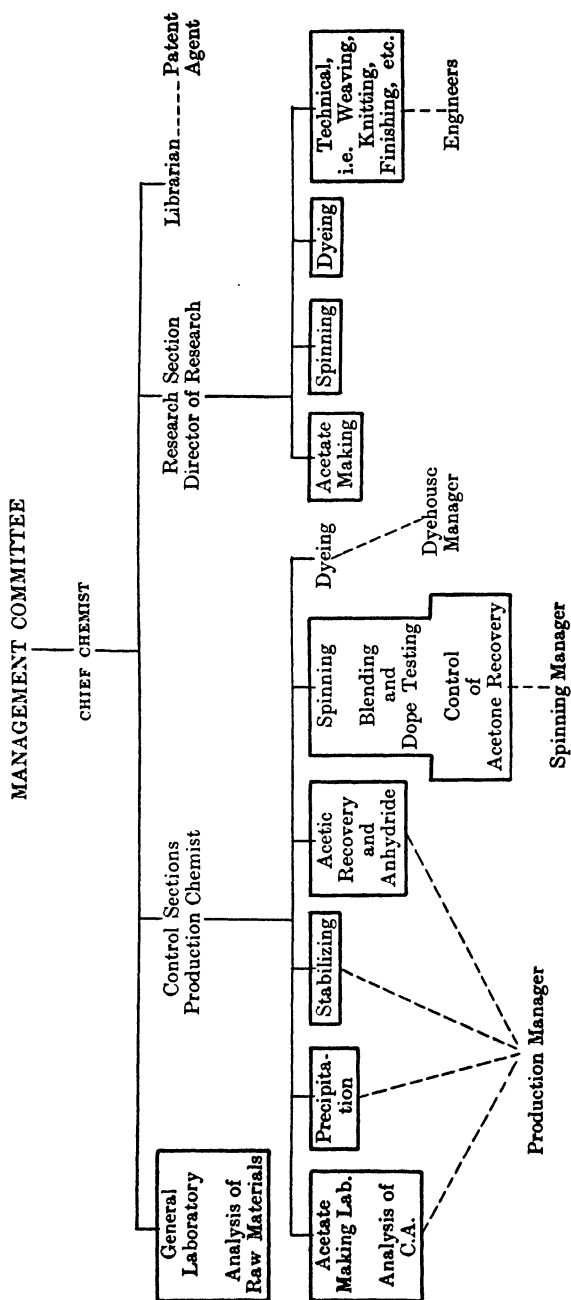 MANAGEMENT COMMITTEE
CHIEF CHEMIST
General
Laboratory
Analysis of
Raw Materials
Control Sections
Production Chemist
Research Section
Director of Research
Librarian
Patent
Agent
Acetate
Making Lab.
Analysis of
C.A.
Precipita-
tion
Stabilizing
Acetic
Recovery
and
Anhydride
Spinning
Blending
and
Dope Testing
Control
of
Acetone Recovery
Dyeing
Dyehouse
Manager
Acetate
Making
Spinning
Dyeing
Technical,
i.e. Weaving,
Knitting,
Finishing, etc.
Engineers
Production Manager
Spinning Manager